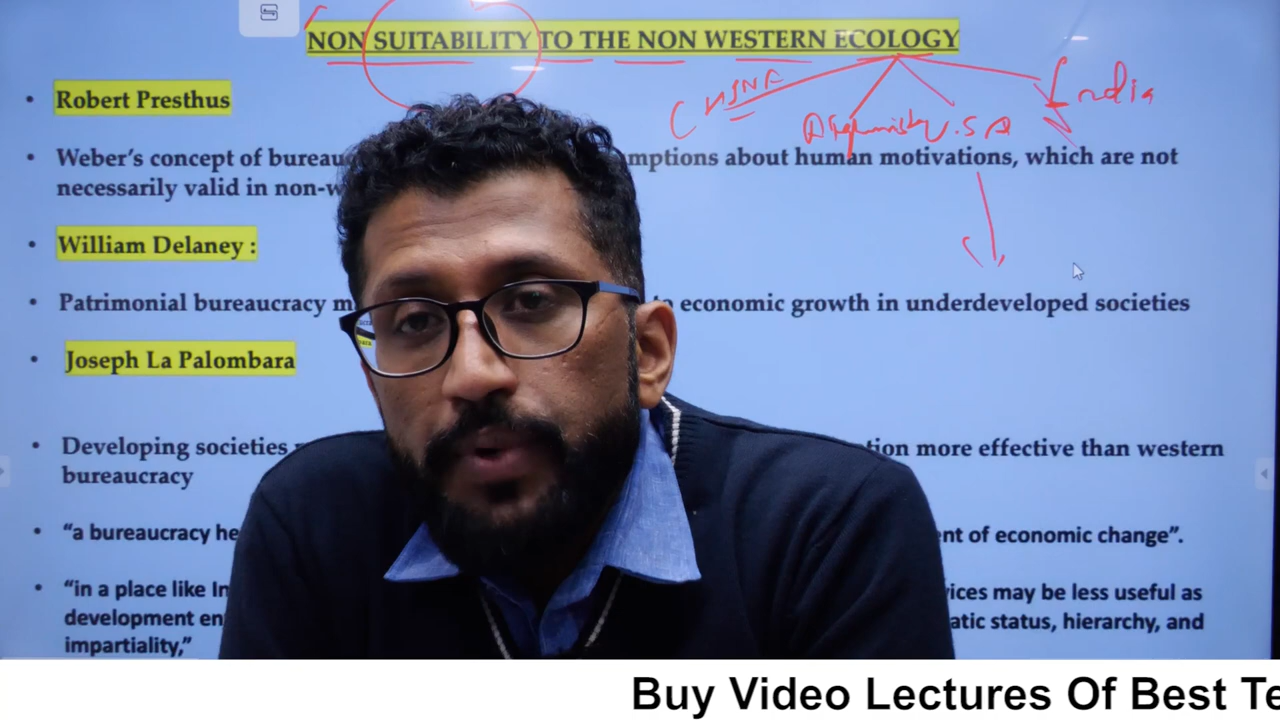 NON SUITABILITY TO THE NON WESTERN ECOLOGY
• Robert Presthus
India
U.S.A
• Weber's concept of bureau mptions about human motivations, which are not
necessarily valid in non-w
• William Delaney :
• Patrimonial bureaucracy m economic growth in underdeveloped societies
• Joseph La Palombara
• Developing societies tion more effective than western
bureaucracy
• “a bureaucracy he nt of economic change”.
• “in a place like In vices may be less useful as
development en atic status, hierarchy, and
impartiality,”
Buy Video Lectures Of Best Te